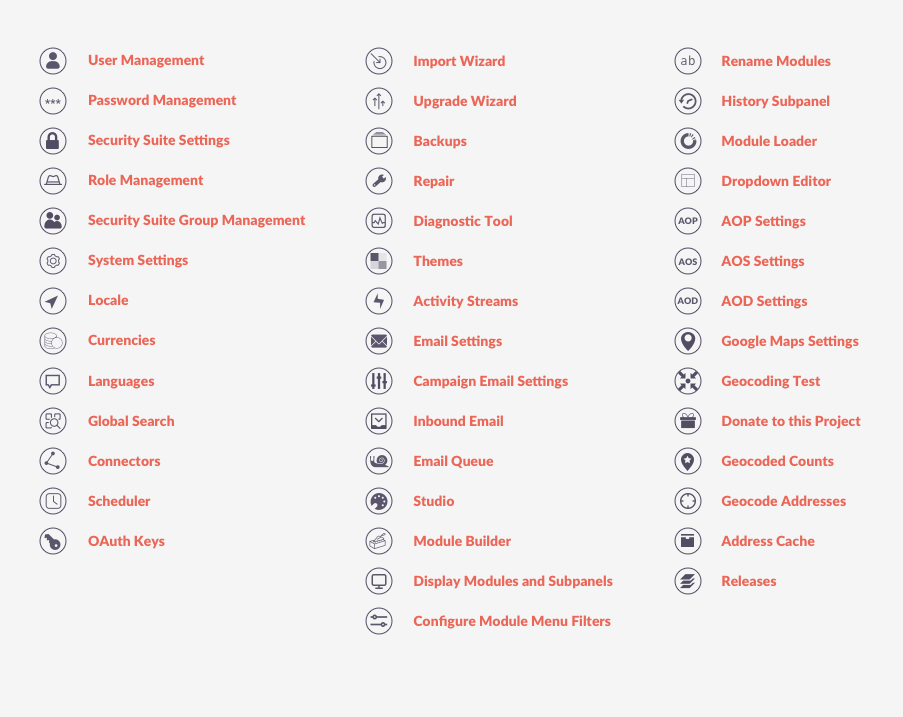 User Management
*** Password Management
Security Suite Settings
Role Management
Security Suite Group Management
System Settings
Locale
Currencies
Languages
Global Search
Connectors
Scheduler
OAuth Keys
Import Wizard
Upgrade Wizard
Backups
Repair
Diagnostic Tool
Themes
Activity Streams
Email Settings
Campaign Email Settings
Inbound Email
Email Queue
Studio
Module Builder
Display Modules and Subpanels
Configure Module Menu Filters
ab Rename Modules
History Subpanel
Module Loader
Dropdown Editor
AOP AOP Settings
AOS AOS Settings
AOD AOD Settings
Google Maps Settings
Geocoding Test
Donate to this Project
Geocoded Counts
Geocode Addresses
Address Cache
Releases